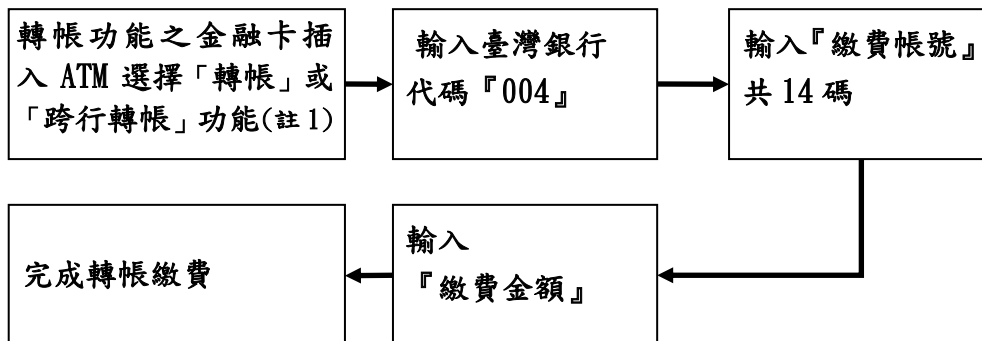 轉帳功能之金融卡插
入 ATM 選擇「轉帳」或
「跨行轉帳」功能(註1)
輸入臺灣銀行
代碼『004』
輸入『繳費帳號』
共 14 碼
輸入
『繳費金額』
完成轉帳繳費